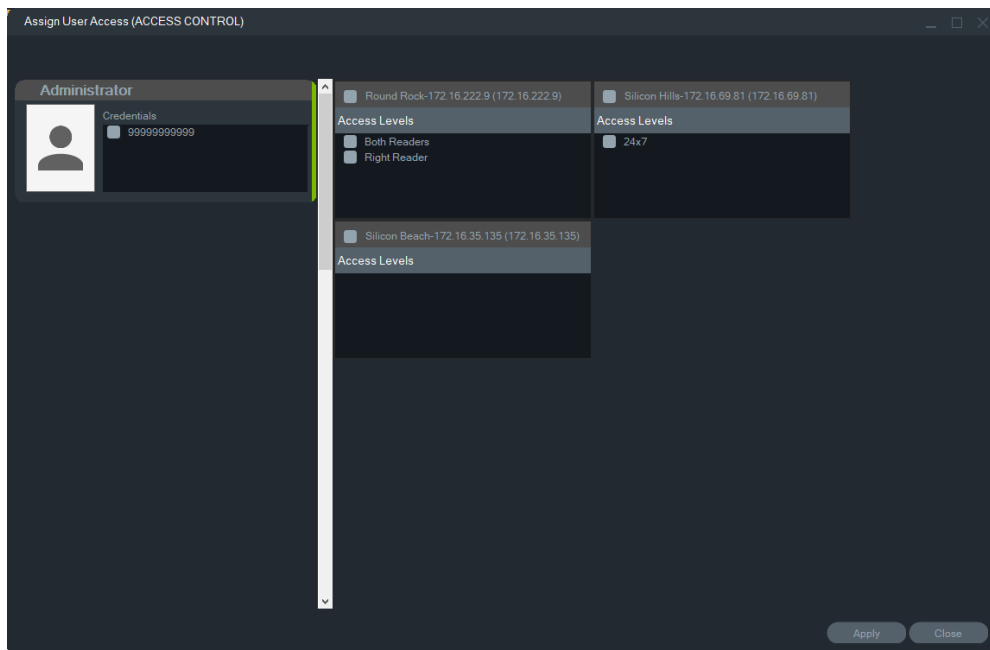 Assign User Access (ACCESS CONTROL)
Administrator
Credentials
99999999999
Round Rock-172.16.222.9 (172.16.222.9)
Access Levels
Both Readers
Right Reader
Silicon Hills-172.16.69.81 (172.16.69.81)
Access Levels
24x7
Silicon Beach-172.16.35.135 (172.16.35.135)
Access Levels
Apply
Close